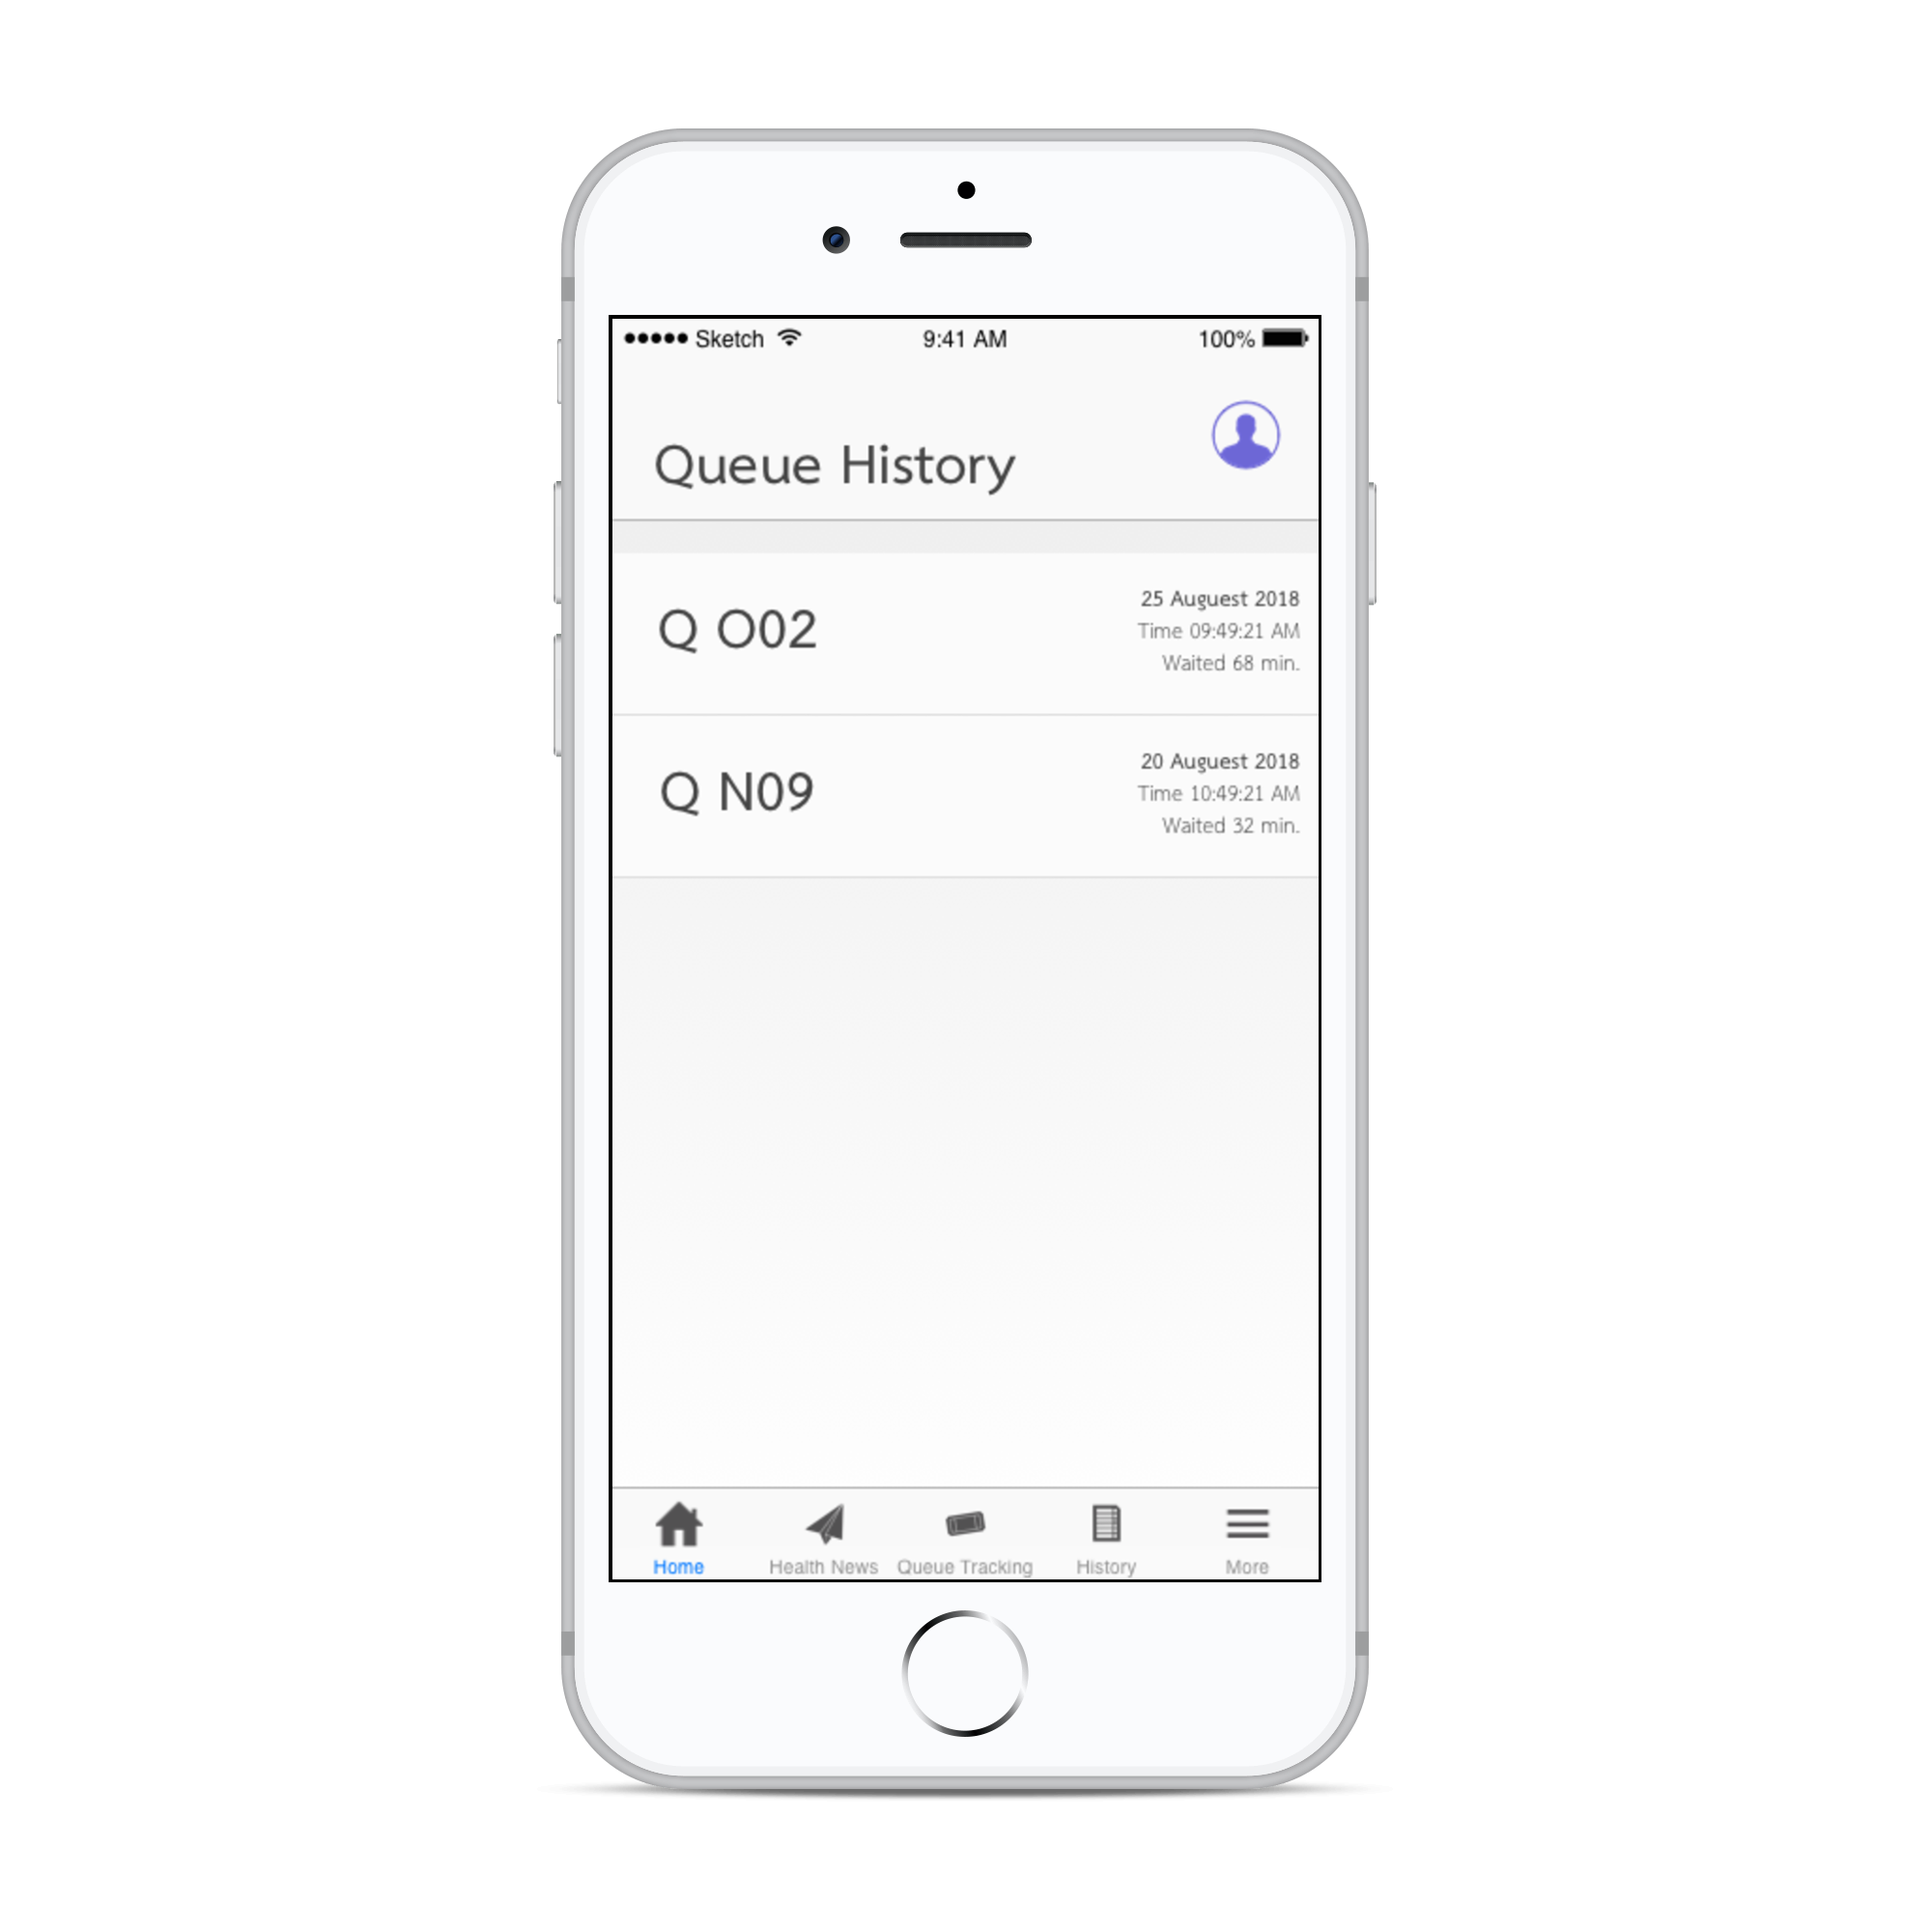 Sketch 9:41 AM 100%
Queue History
Q O02
25 Auguest 2018
Time 09:49:21 AM
Waited 68 min.
Q N09
20 Auguest 2018
Time 10:49:21 AM
Waited 32 min.
Home Health News Queue Tracking History More